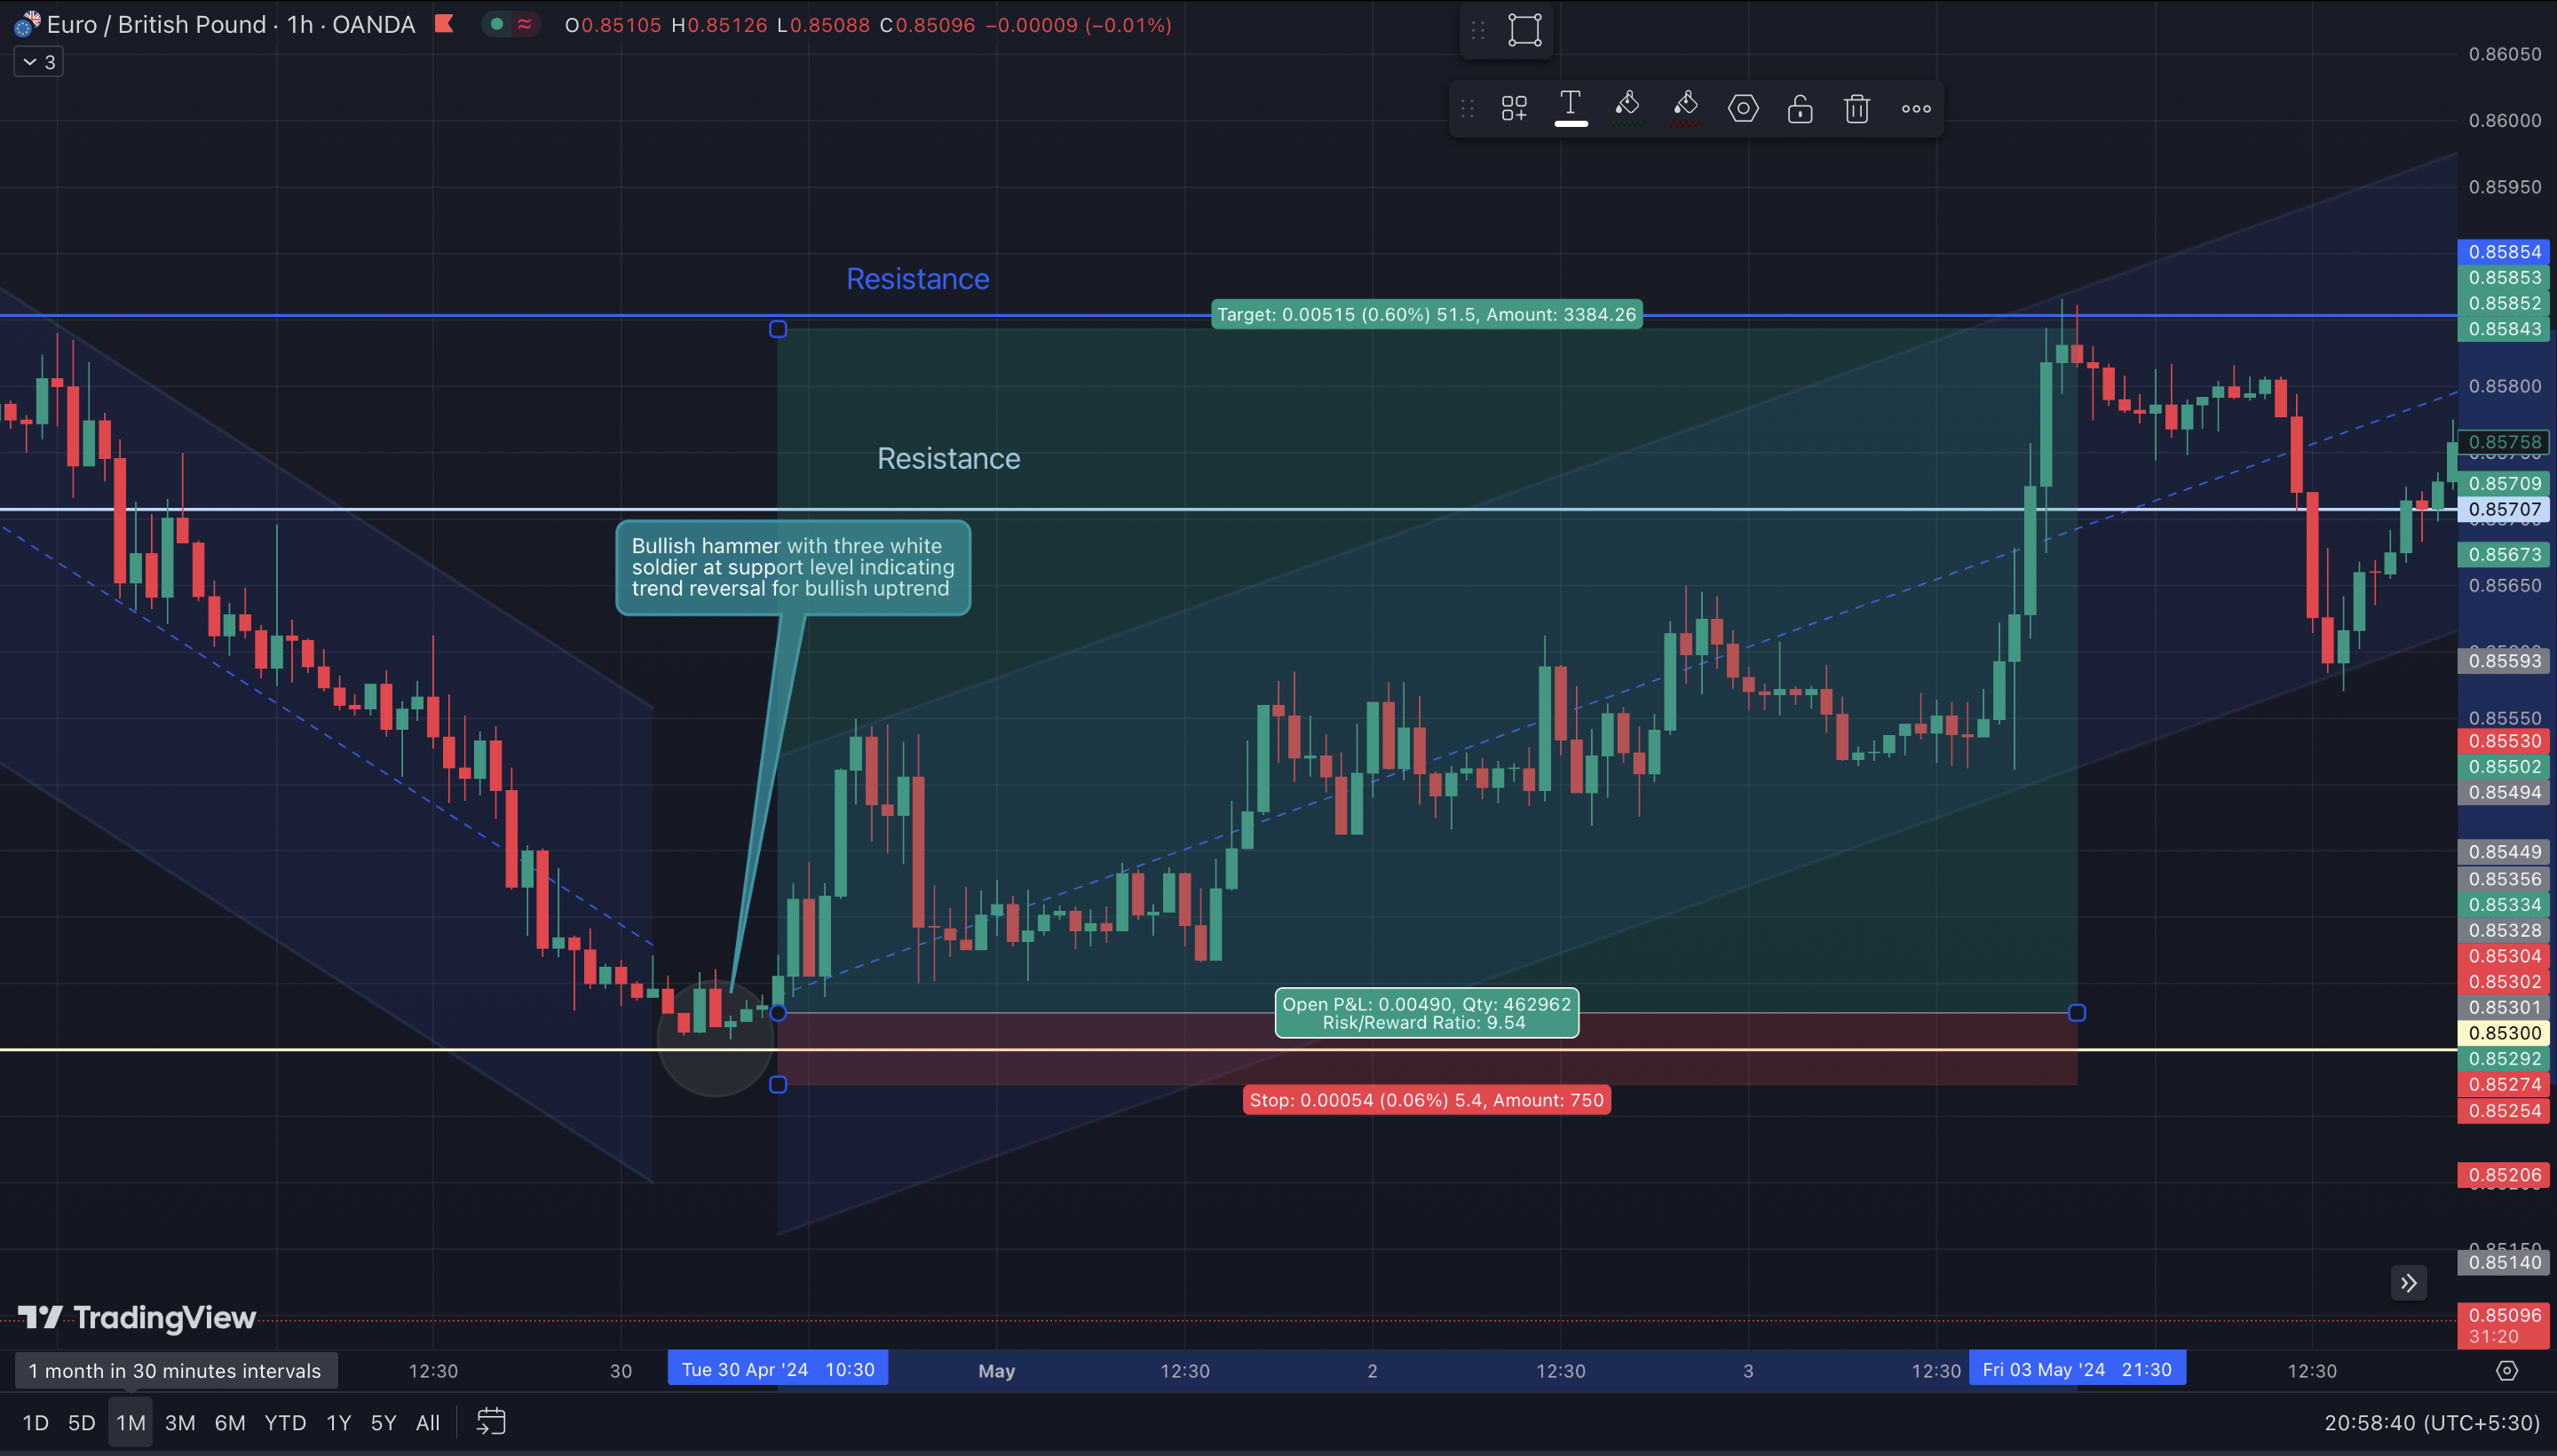 Euro / British Pound · 1h · OANDA
O0.85105 H0.85126 L0.85088 C0.85096 −0.00009 (−0.01%)
3
T
Resistance
Target: 0.00515 (0.60%) 51.5, Amount: 3384.26
Resistance
Bullish hammer with three white
soldier at support level indicating
trend reversal for bullish uptrend
Open P&L: 0.00490, Qty: 462962
Risk/Reward Ratio: 9.54
Stop: 0.00054 (0.06%) 5.4, Amount: 750
0.86050
0.86000
0.85950
0.85854
0.85853
0.85852
0.85843
0.85800
0.85758
0.85709
0.85707
0.85673
0.85650
0.85593
0.85550
0.85530
0.85502
0.85494
0.85449
0.85356
0.85334
0.85328
0.85304
0.85302
0.85301
0.85300
0.85292
0.85274
0.85254
0.85206
0.85140
0.85096
31:20
TradingView
1 month in 30 minutes intervals
12:30 30 Tue 30 Apr '24 10:30 May 12:30 2 12:30 3 12:30 Fri 03 May '24 21:30 12:30
1D 5D 1M 3M 6M YTD 1Y 5Y All
20:58:40 (UTC+5:30)